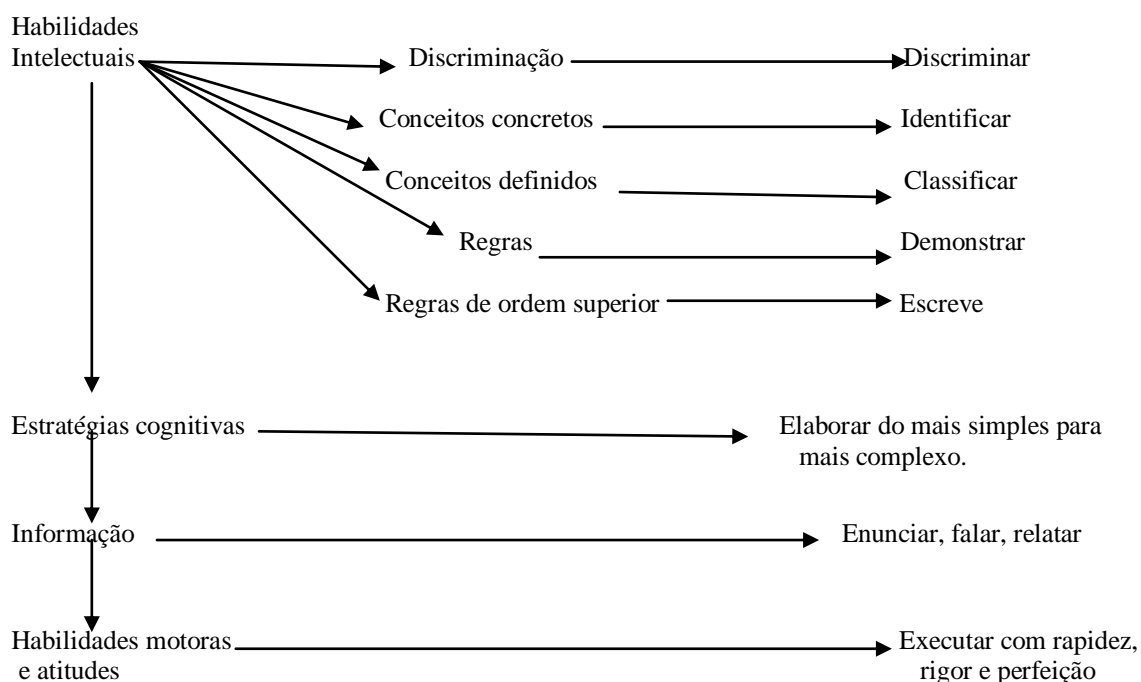 Habilidades
Intelectuais Discriminação Discriminar
Conceitos concretos Identificar
Conceitos definidos Classificar
Regras Demonstrar
Regras de ordem superior Escreve
Estratégias cognitivas Elaborar do mais simples para
mais complexo.
Informação Enunciar, falar, relatar
Habilidades motoras Executar com rapidez,
e atitudes rigor e perfeição